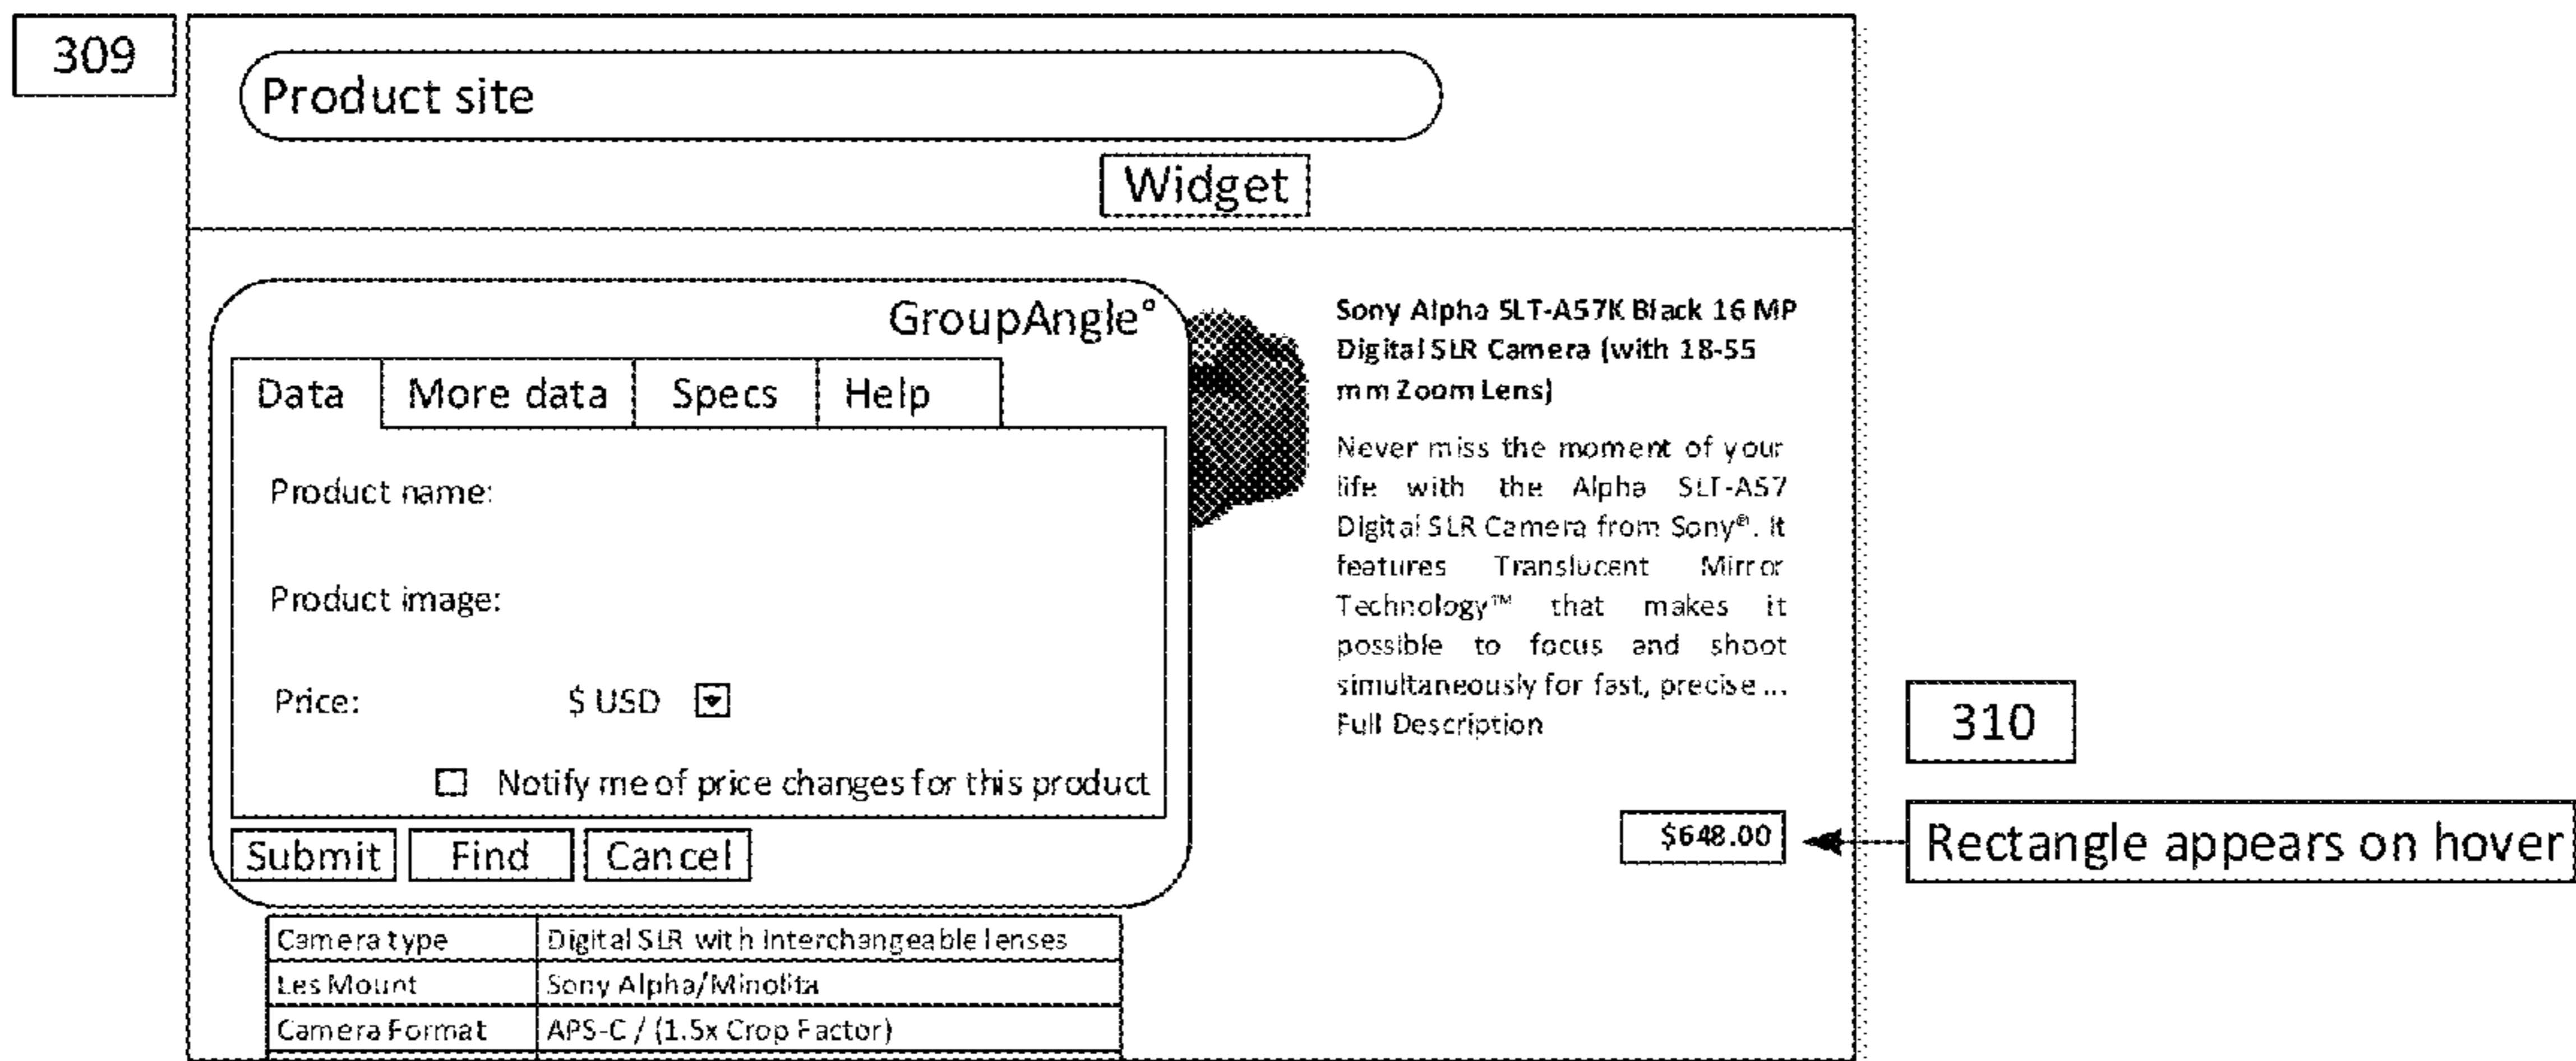 309
Product site
Widget
GroupAngle°
Data More data Specs Help
Product name:
Product image:
Price: $ USD
Notify me of price changes for this product
Submit Find Cancel
Sony Alpha SLT-A57K Black 16 MP
Digital SLR Camera (with 18-55
mm Zoom Lens)
Never miss the moment of your
life with the Alpha SLT-A57
Digital SLR Camera from Sony®. It
features Translucent Mirror
Technology™ that makes it
possible to focus and shoot
simultaneously for fast, precise ...
Full Description
$648.00
310
Rectangle appears on hover
Camera type Digital SLR with interchangeable lenses
Les Mount Sony Alpha/Minolita
Camera Format APS-C / (1.5x Crop Factor)